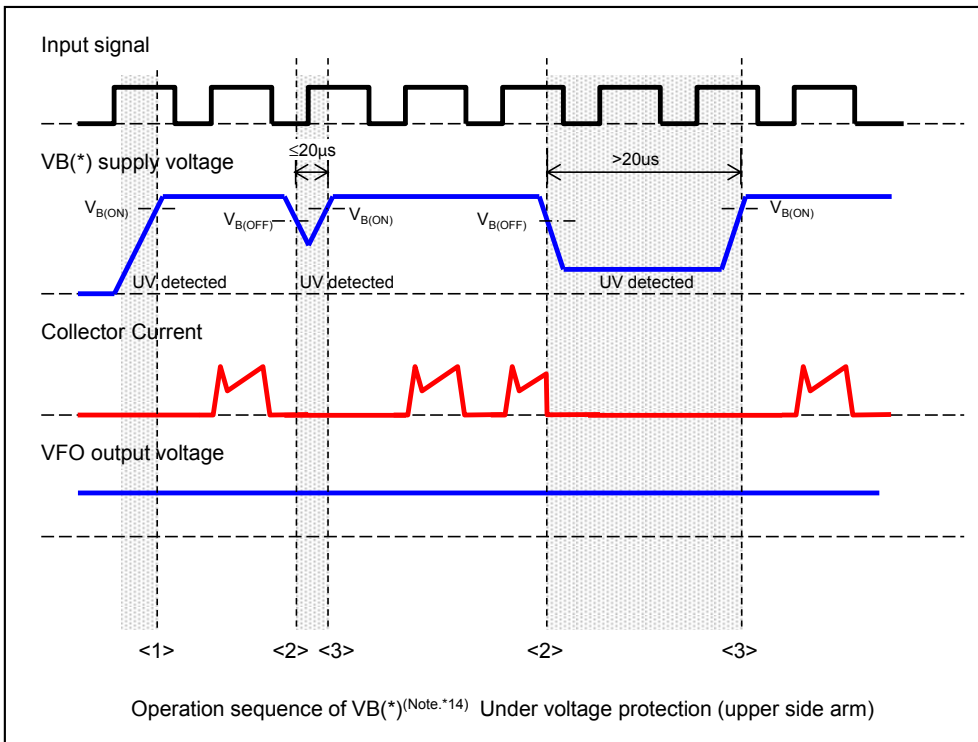 Input signal
≤20µs
>20us
VB(*) supply voltage
VB(ON)
VB(OFF)
VB(ON)
VB(OFF)
VB(ON)
UV detected
UV detected
UV detected
Collector Current
VFO output voltage
<1>
<2>
<3>
<2>
<3>
Operation sequence of VB(*)(Note.*14) Under voltage protection (upper side arm)